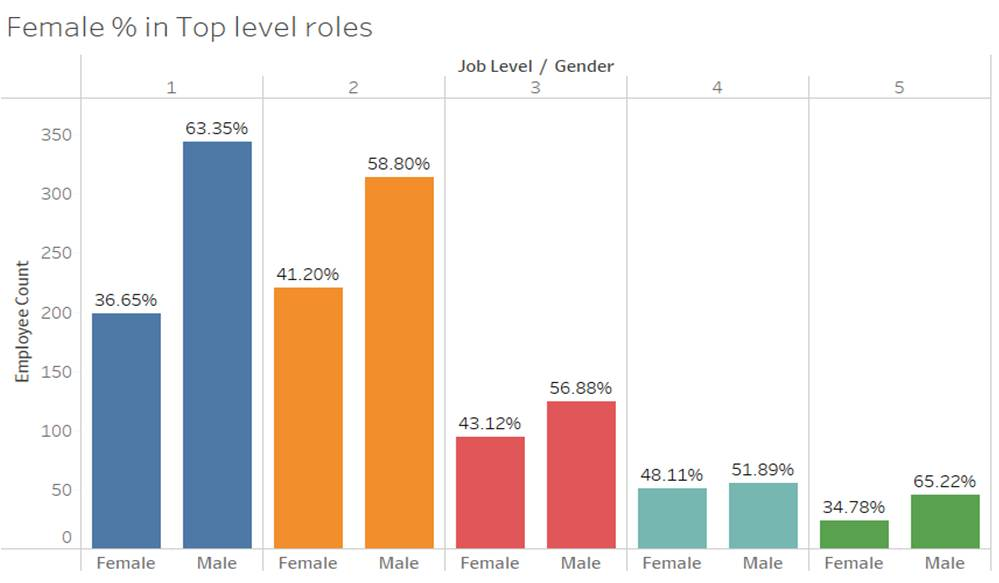 Female % in Top level roles
Job Level / Gender
1 2 3 4 5
Employee Count
350
300
250
200
150
100
50
0
36.65% 63.35% 41.20% 58.80% 43.12% 56.88% 48.11% 51.89% 34.78% 65.22%
Female Male Female Male Female Male Female Male Female Male